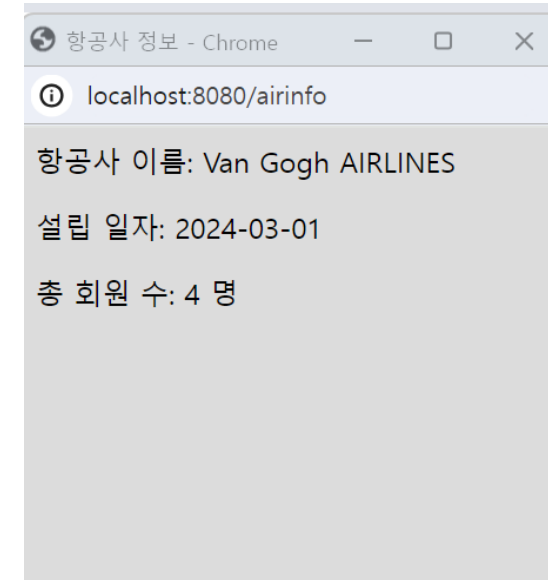 항공사 정보 - Chrome
localhost:8080/airinfo
항공사 이름: Van Gogh AIRLINES
설립 일자: 2024-03-01
총 회원 수: 4 명